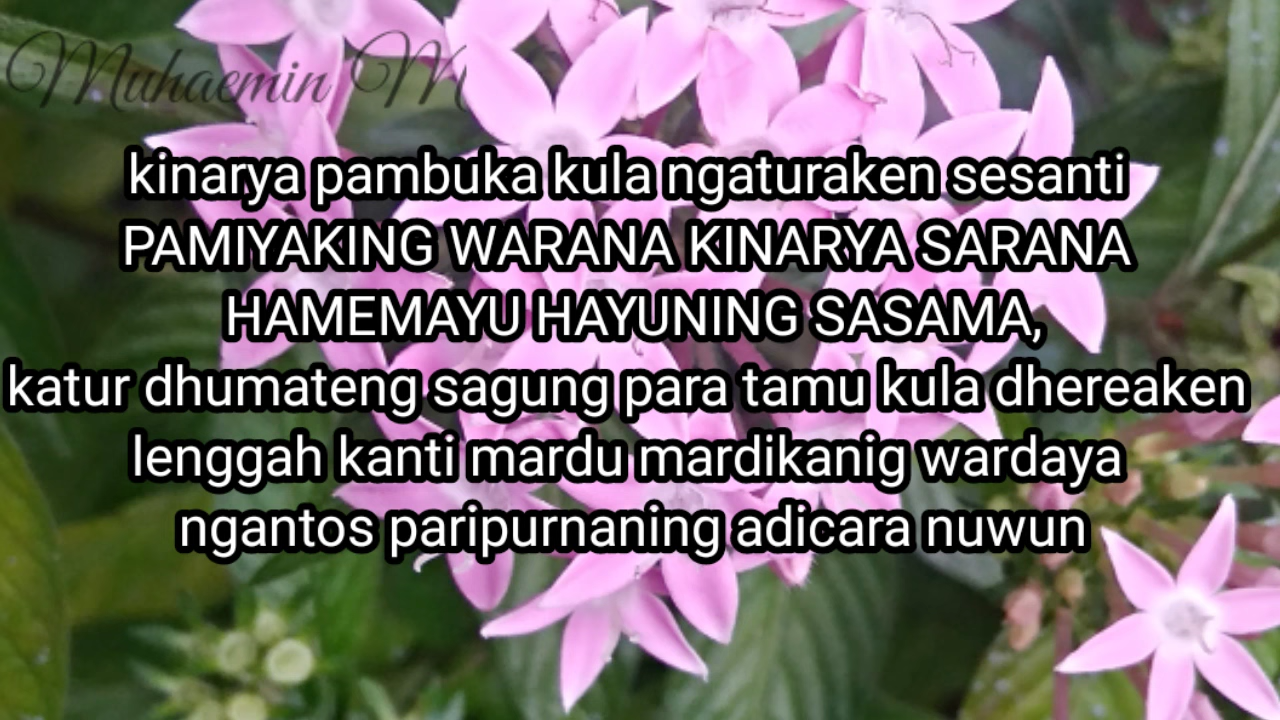 Muhaemin M
kinarya pambuka kula ngaturaken sesanti
PAMIYAKING WARANA KINARYA SARANA
HAMEMAYU HAYUNING SASAMA,
katur dhumateng sagung para tamu kula dhereaken
lenggah kanti mardu mardikanig wardaya
ngantos paripurnaning adicara nuwun